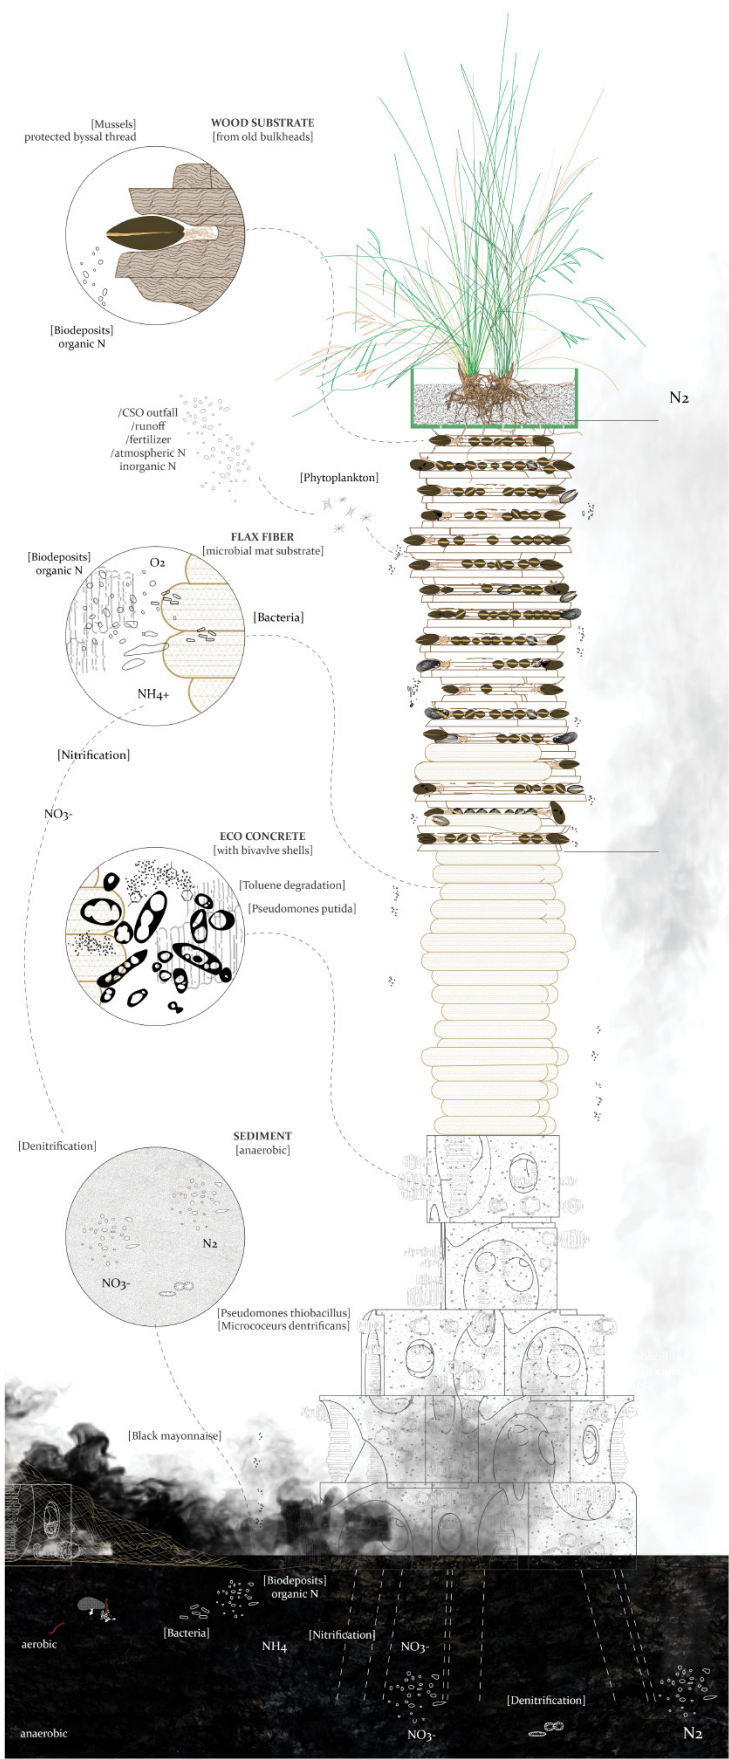 [Mussels]
protected byssal thread
WOOD SUBSTRATE
[from old bulkheads]
[Biodeposits]
organic N
N2
/CSO outfall
/runoff
/fertilizer
/atmospheric N
inorganic N
[Phytoplankton]
FLAX FIBER
[microbial mat substrate]
[Biodeposits]
organic N
O2
[Bacteria]
NH4+
[Nitrification]
NO3-
ECO CONCRETE
[with bivavlve shells]
[Toluene degradation]
[Pseudomones putida]
[Denitrification]
SEDIMENT
[anaerobic]
N2
NO3-
[Pseudomones thiobacillus]
[Micrococeurs dentrificans]
[Black mayonnaise]
[Biodeposits]
organic N
[Bacteria]
aerobic
NH4
[Nitrification]
NO3-
[Denitrification]
anaerobic
NO3-
N2